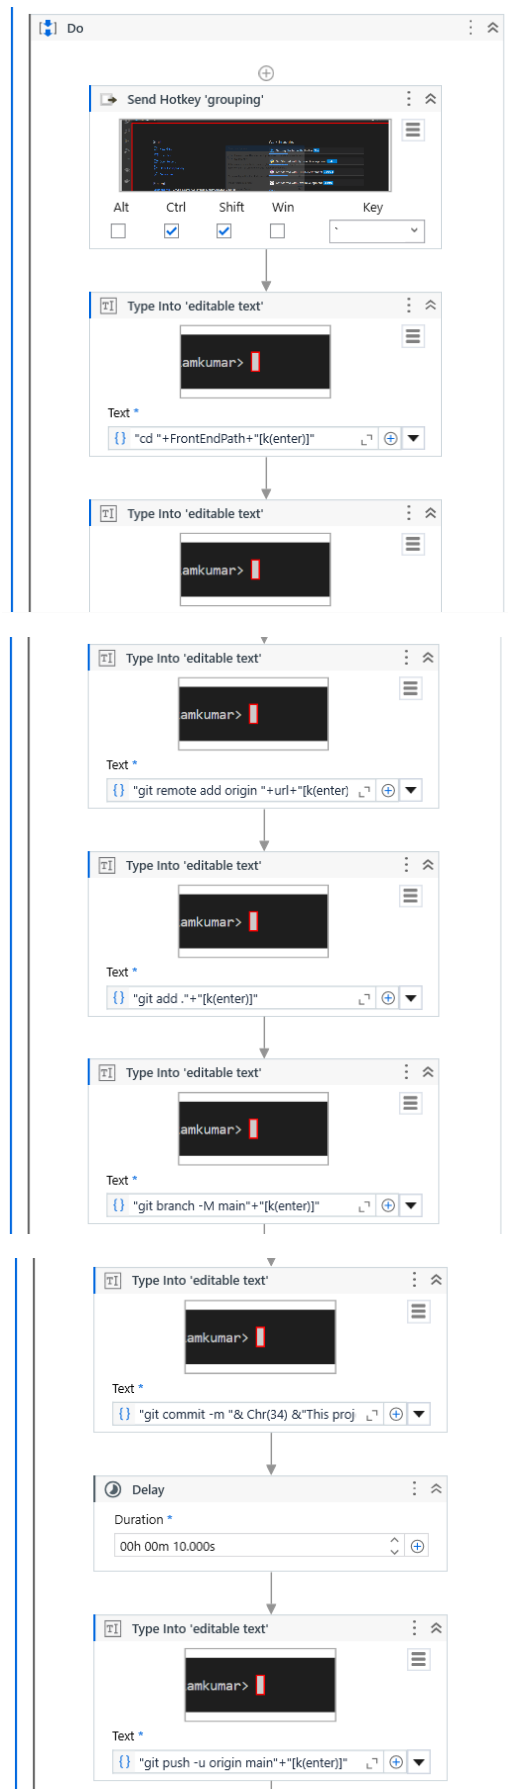 Do
Send Hotkey 'grouping'
Alt Ctrl Shift Win Key
`
Type Into 'editable text'
amkumar>
Text *
"cd "+FrontEndPath+"[k(enter)]"
Type Into 'editable text'
amkumar>
Type Into 'editable text'
amkumar>
Text *
"git remote add origin "+url+"[k(enter)
Type Into 'editable text'
amkumar>
Text *
"git add ."+"[k(enter)]"
Type Into 'editable text'
amkumar>
Text *
"git branch -M main"+"[k(enter)]"
Type Into 'editable text'
amkumar>
Text *
"git commit -m "& Chr(34) &"This proj
Delay
Duration *
00h 00m 10.000s
Type Into 'editable text'
amkumar>
Text *
"git push -u origin main"+"[k(enter)]"